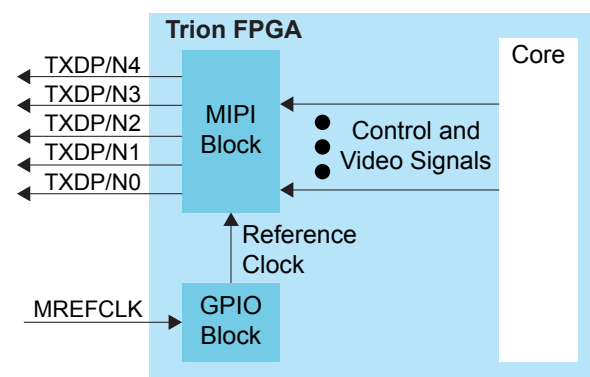 Trion FPGA
Core
TXDP/N4
TXDP/N3
TXDP/N2
TXDP/N1
TXDP/N0
MIPI
Block
Control and
Video Signals
Reference
Clock
MREFCLK
GPIO
Block